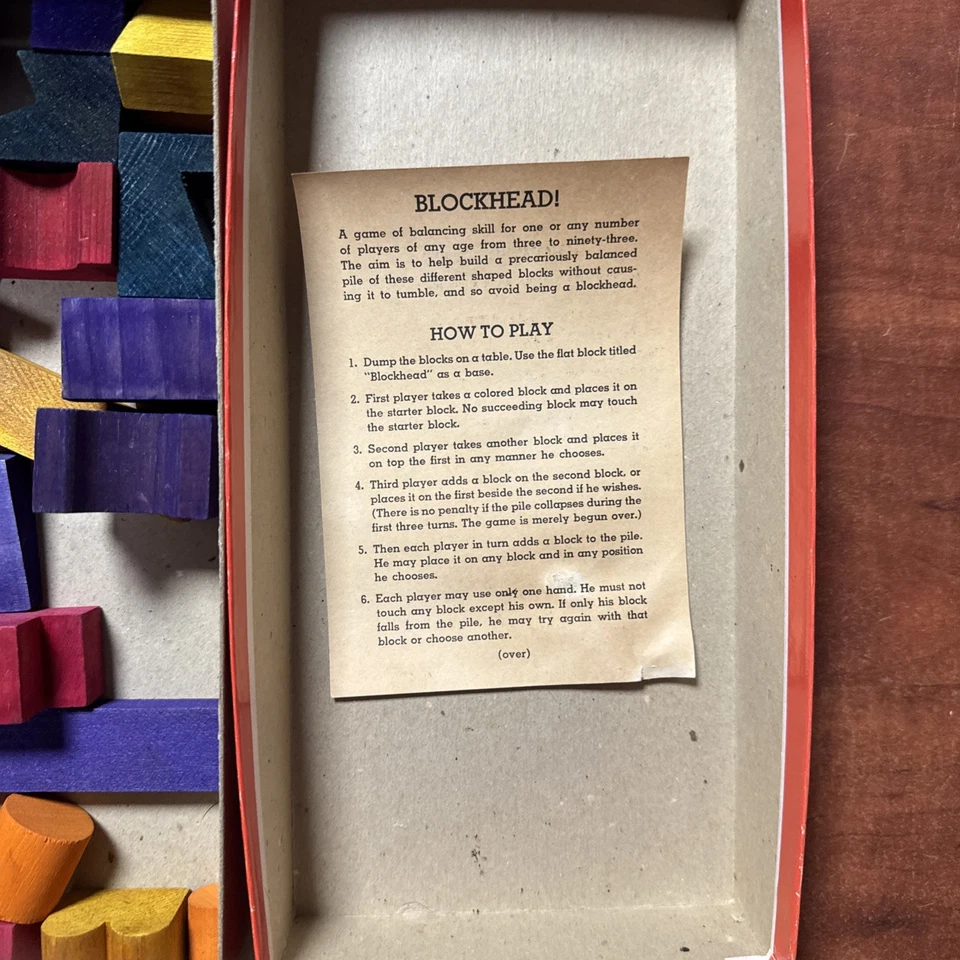 BLOCKHEAD!
A game of balancing skill for one or any number
of players of any age from three to ninety-three.
The aim is to help build a precariously balanced
pile of these different shaped blocks without caus-
ing it to tumble, and so avoid being a blockhead.
HOW TO PLAY
1. Dump the blocks on a table. Use the flat block titled
"Blockhead" as a base.
2. First player takes a colored block and places it on
the starter block. No succeeding block may touch
the starter block.
3. Second player takes another block and places it
on top the first in any manner he chooses.
4. Third player adds a block on the second block, or
places it on the first beside the second if he wishes.
(There is no penalty if the pile collapses during the
first three turns. The game is merely begun over.)
5. Then each player in turn adds a block to the pile.
He may place it on any block and in any position
he chooses.
6. Each player may use only one hand. He must not
touch any block except his own. If only his block
falls from the pile, he may try again with that
block or choose another.
(over)